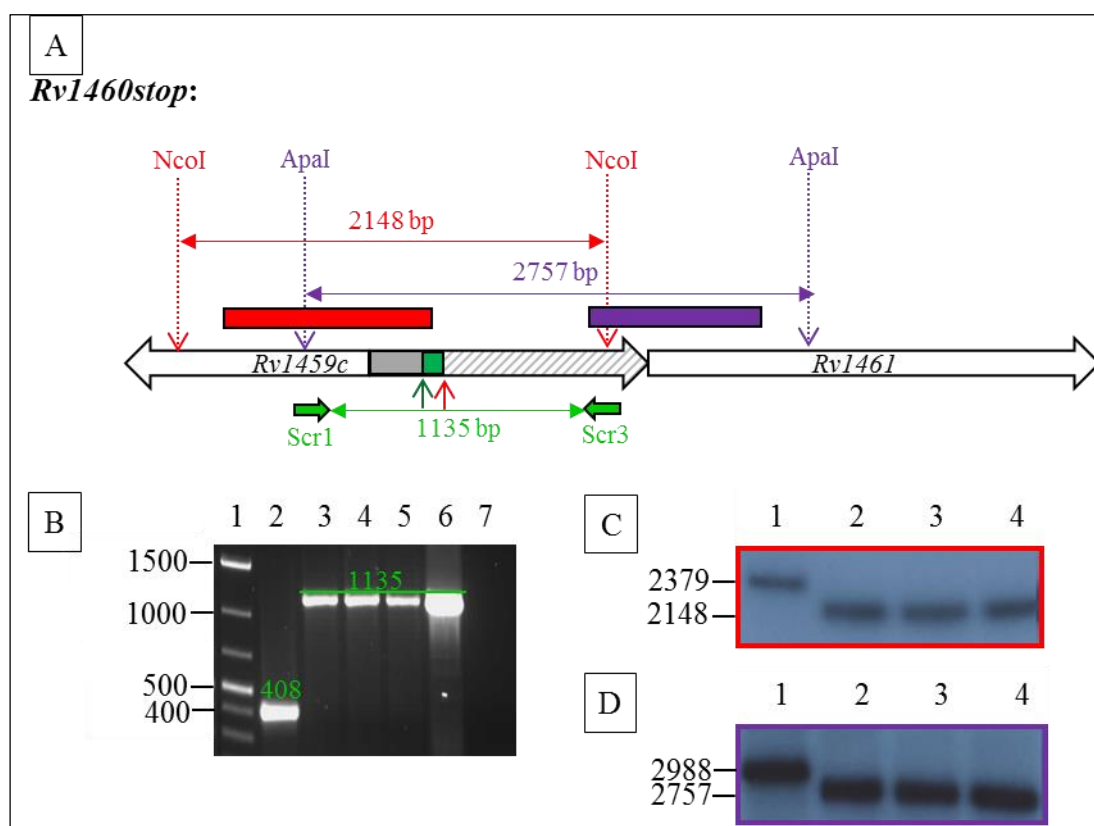 A
Rv1460stop:
NcoI ApaI NcoI ApaI
2148 bp
2757 bp
Rv1459c Rv1461
Scr1 1135 bp Scr3
B 1 2 3 4 5 6 7
1500
1000
500
400
1135
408
C 1 2 3 4
2379
2148
D 1 2 3 4
2988
2757